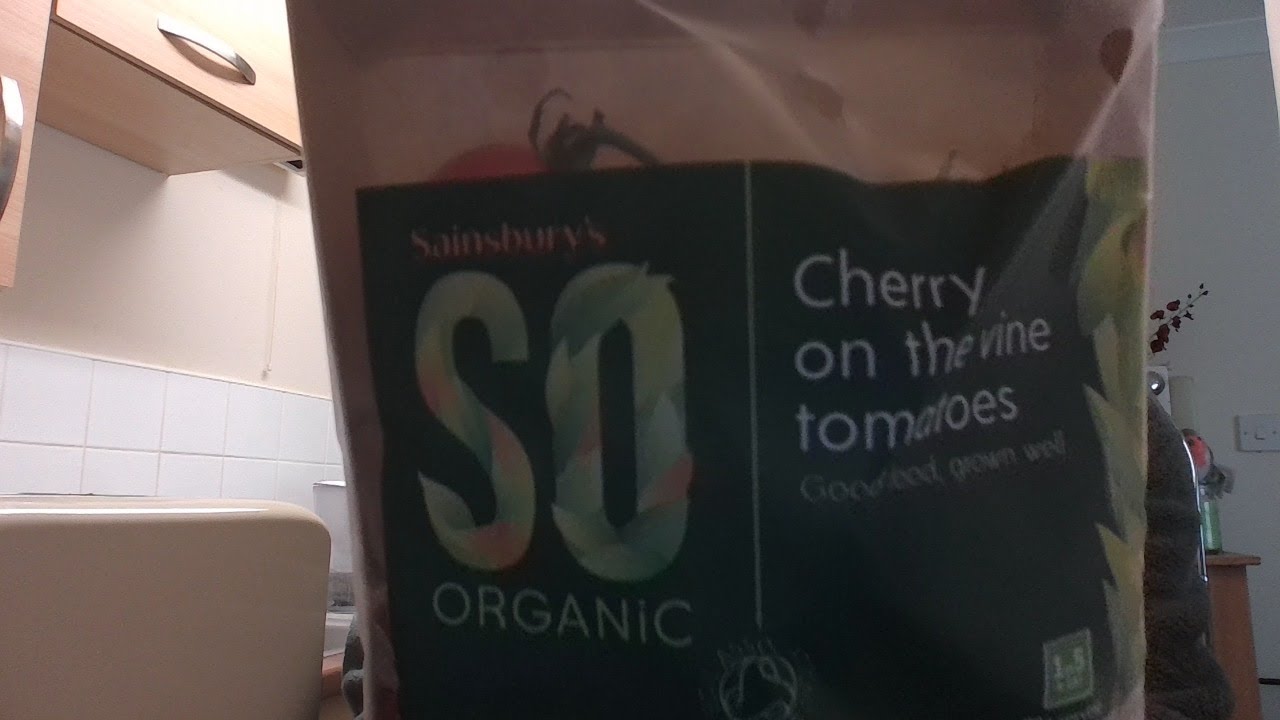 Sainsbury's
SO
ORGANiC
Cherry
on the vine
tomatoes
Good food, grown well